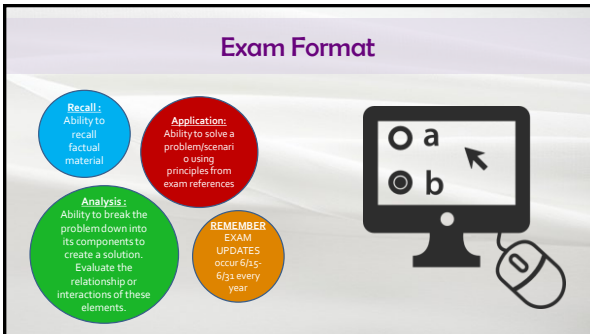 Exam Format
Recall :
Ability to
recall
factual
material
Application:
Ability to solve a
problem/scenari
o using
principles from
exam references
Analysis :
Ability to break the
problem down into
its components to
create a solution.
Evaluate the
relationship or
interactions of these
elements.
REMEMBER
EXAM
UPDATES
occur 6/15-
6/31 every
year
a
b